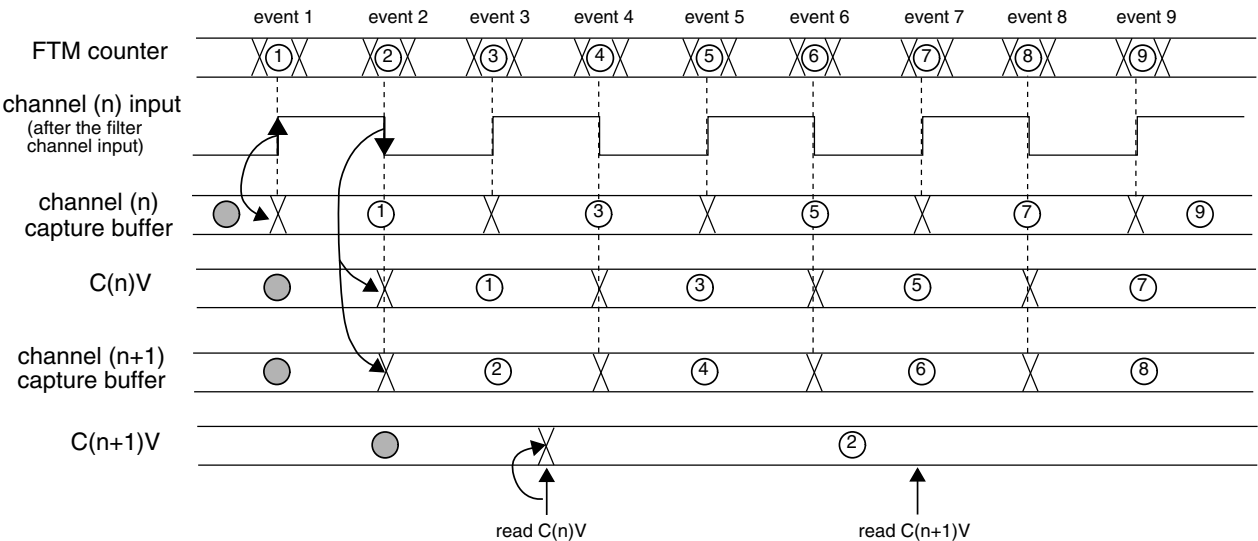 event 1 event 2 event 3 event 4 event 5 event 6 event 7 event 8 event 9
FTM counter 1 2 3 4 5 6 7 8 9
channel (n) input
(after the filter
channel input)
channel (n)
capture buffer 1 3 5 7 9
C(n)V 1 3 5 7
channel (n+1)
capture buffer 2 4 6 8
C(n+1)V 2
read C(n)V read C(n+1)V